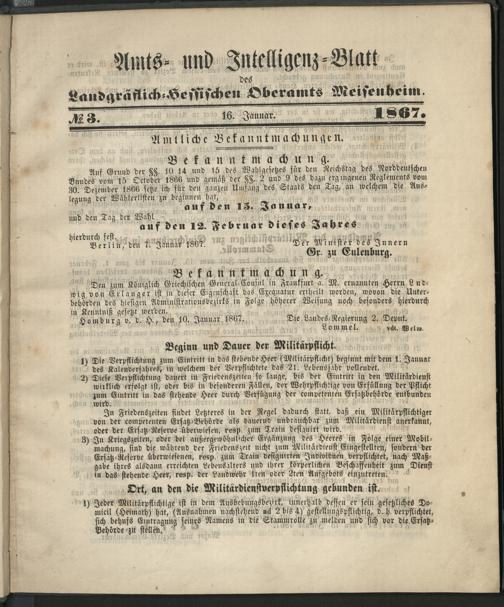 Amts- und Intelligenz-Blatt
des
Landgräflich-Hessischen Oberamts Meisenheim.
№ 3. 16. Januar. 1867.
Amtliche Bekanntmachungen.
Bekanntmachung.
Auf Grund der §§. 10 14 und 15 des Wahlgesetzes für den Reichstag des Norddeutschen
Bundes vom 15 October 1866 und gemäß der §§. 2 und 9 des dazu ergangenen Reglements vom
30. Dezember 1866 setze ich für den ganzen Umfang des Staats den Tag, an welchem die Aus-
legung der Wählerlisten zu beginnen hat,
auf den 15. Januar,
und den Tag der Wahl
auf den 12. Februar dieses Jahres
hierdurch fest.
Berlin, den 7. Januar 1867. Der Minister des Innern
Gr. zu Eulenburg.
Bekanntmachung.
Den zum Königlich Griechischen General-Consul in Frankfurt a. M. ernannten Herrn Lud-
wig von Erlanger ist in dieser Eigenschaft das Exequatur ertheilt worden, wovon die Unter-
behörden des hiesigen Administrationsbezirks in Folge höherer Weisung noch besonders hierdurch
in Kenntniß gesetzt werden.
Homburg v. d. H., den 10. Januar 1867. Die Landes-Regierung 2. Deput.
Lommel. vdt.
Beginn und Dauer der Militärpflicht.
1) Die Verpflichtung zum Eintritt in das stehende Heer (Militärpflicht) beginnt mit dem 1. Januar
des Kalenderjahres, in welchem der Verpflichtete das 21. Lebensjahr vollendet.
2) Diese Verpflichtung dauert in Friedenszeiten so lange, bis der Eintritt in den Militärdienst
wirklich erfolgt ist, oder bis in besonderen Fällen, der Wehrpflichtige von Erfüllung der Pflicht
zum Eintritt in das stehende Heer durch Verfügung der competenten Ersatzbehörde entbunden
wird.
In Friedenszeiten findet Letzteres in der Regel dadurch statt, daß ein Militärpflichtiger
von der competenten Ersatz-Behörde als dauernd unbrauchbar zum Militärdienst anerkannt,
oder der Ersatz-Reserve überwiesen, resp. zum Train designirt wird.
3) In Kriegszeiten, oder bei außergewöhnlicher Ergänzung des Heeres in Folge einer Mobil-
machung, sind die während der Friedenszeit nicht zum Militärdienst Eingestellten, sondern der
Ersatz-Reserve überwiesenen, resp. zum Train designirten Individuen verpflichtet, nach Maß-
gabe ihres alsdann erreichten Lebensalters und ihrer körperlichen Beschaffenheit zum Dienst
in das stehende Heer, resp. der Landwehr 1ten oder 2ten Aufgebots einzutreten.
Ort, an den die Militärdienstverpflichtung gebunden ist.
1) Jeder Militärpflichtige ist in dem Aushebungsbezirk, innerhalb dessen er sein gesetzliches Do-
micil (Heimath) hat, (Ausnahmen nachstehend ad 2 bis 4) gestellungspflichtig, d. h. verpflichtet,
sich behufs Eintragung seines Namens in die Stammrolle zu melden und sich vor die Ersatz-
Behörde zu stellen.